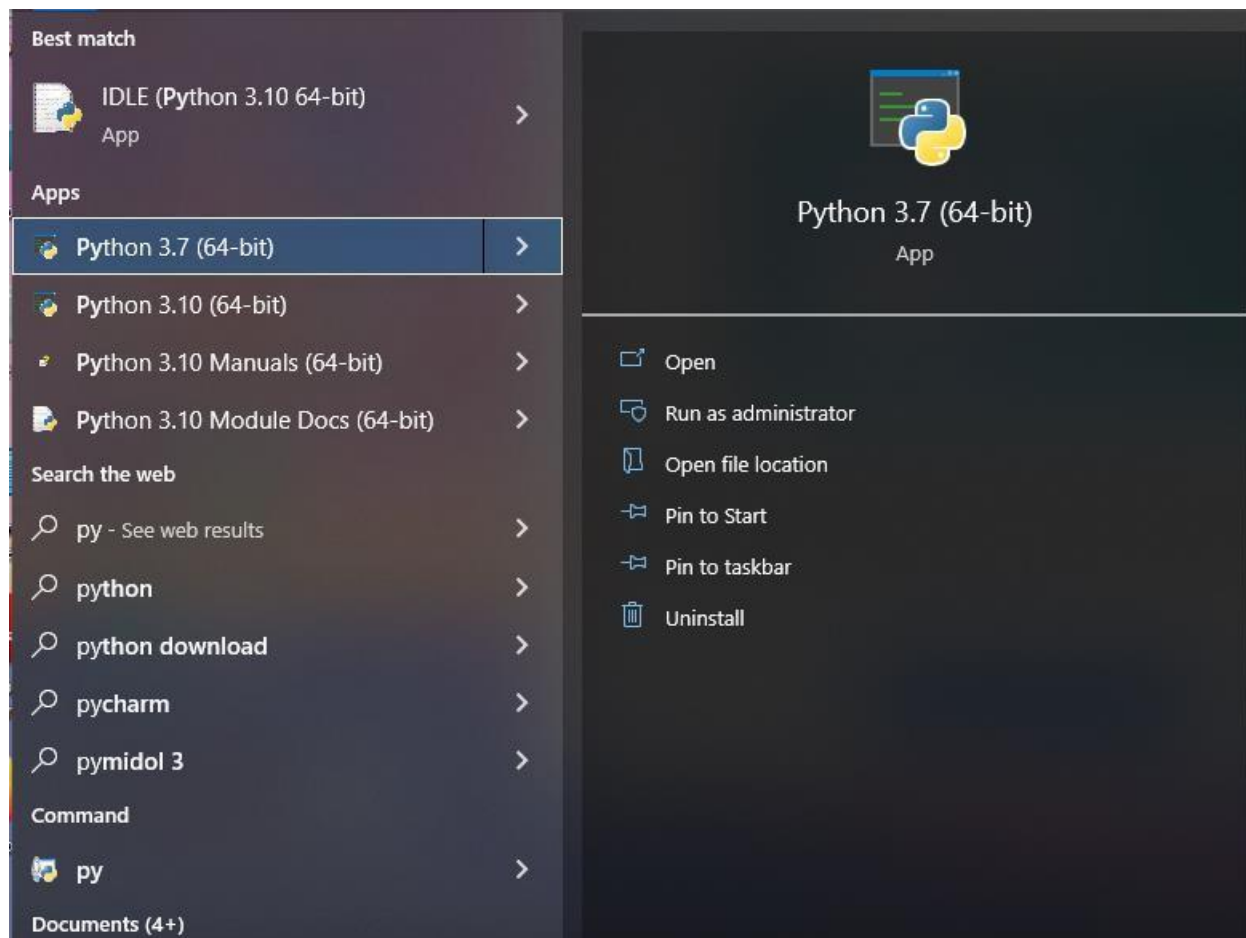 Best match
IDLE (Python 3.10 64-bit)
App
Apps
Python 3.7 (64-bit)
Python 3.10 (64-bit)
Python 3.10 Manuals (64-bit)
Python 3.10 Module Docs (64-bit)
Search the web
py - See web results
python
python download
pycharm
pymidol 3
Command
py
Documents (4+)
Python 3.7 (64-bit)
App
Open
Run as administrator
Open file location
Pin to Start
Pin to taskbar
Uninstall